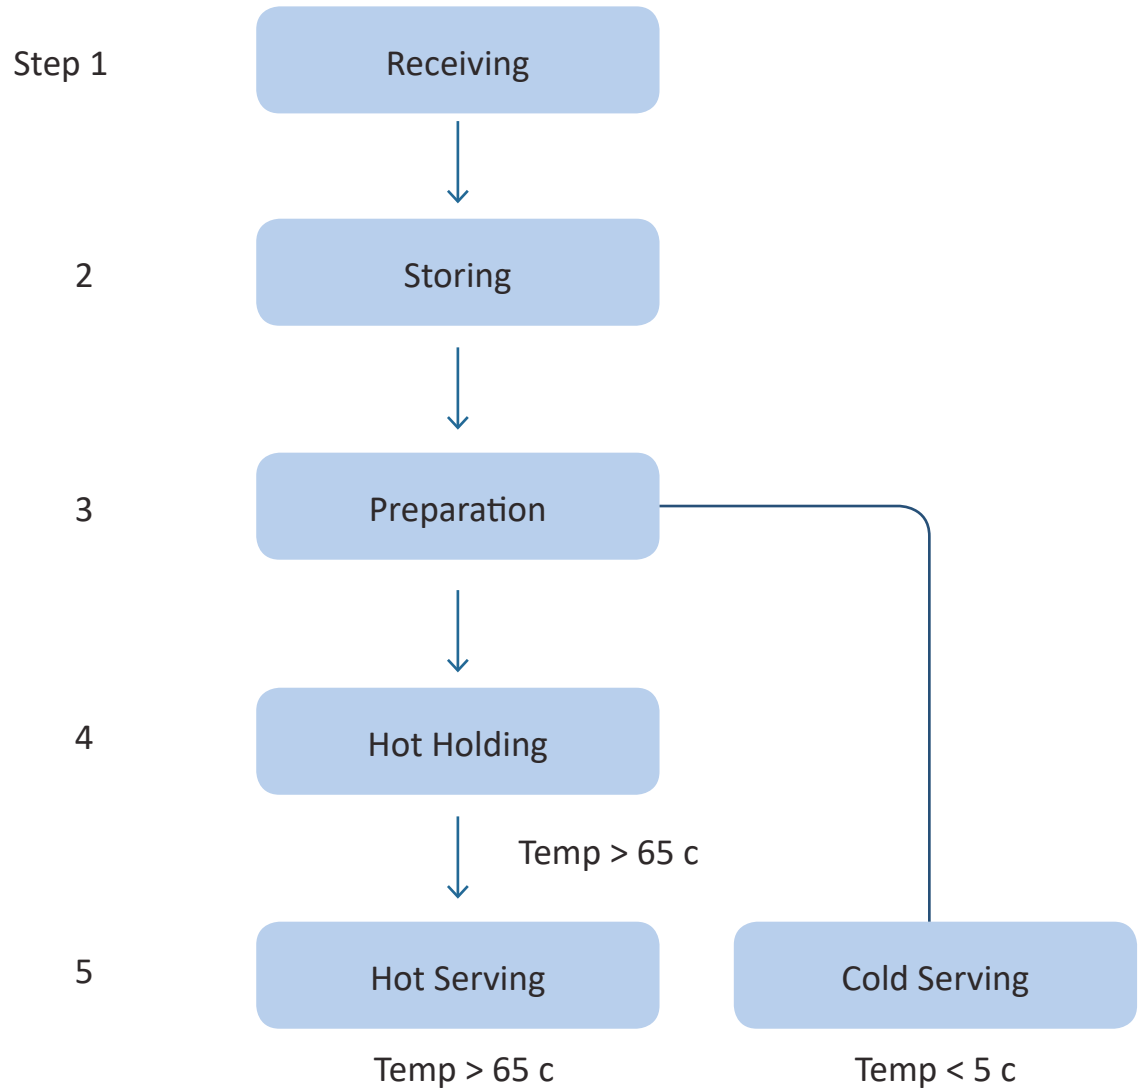 Step 1
Receiving
2
Storing
3
Preparation
4
Hot Holding
Temp > 65 c
5
Hot Serving
Cold Serving
Temp > 65 c
Temp < 5 c